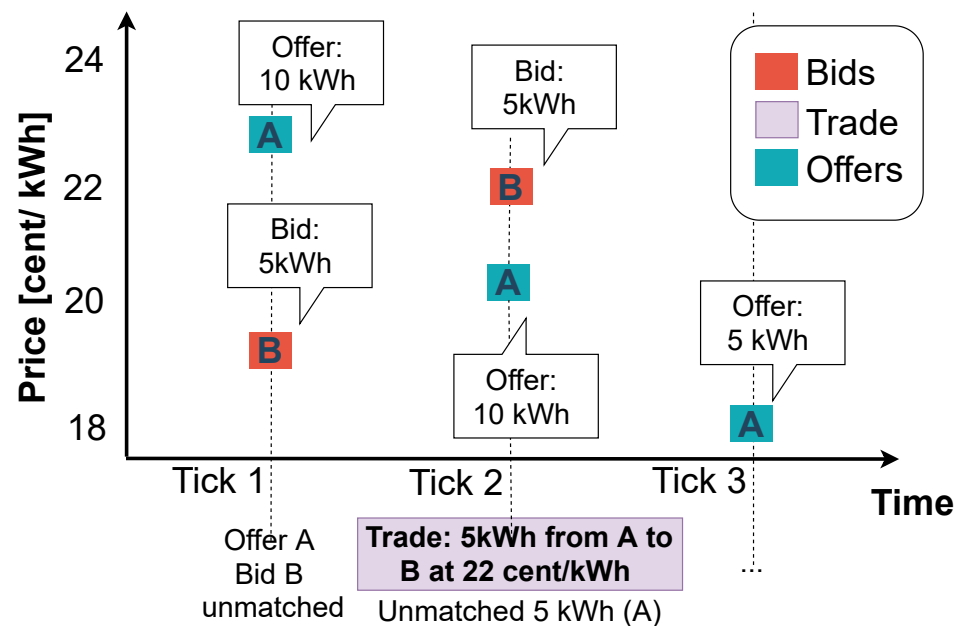 Price [cent/ kWh]
24
22
20
18
Offer:
10 kWh
A
Bid:
5kWh
B
Bid:
5kWh
B
A
Offer:
10 kWh
Offer:
5 kWh
A
Bids
Trade
Offers
Tick 1
Tick 2
Tick 3
Time
Offer A
Bid B
unmatched
Trade: 5kWh from A to
B at 22 cent/kWh
Unmatched 5 kWh (A)
...